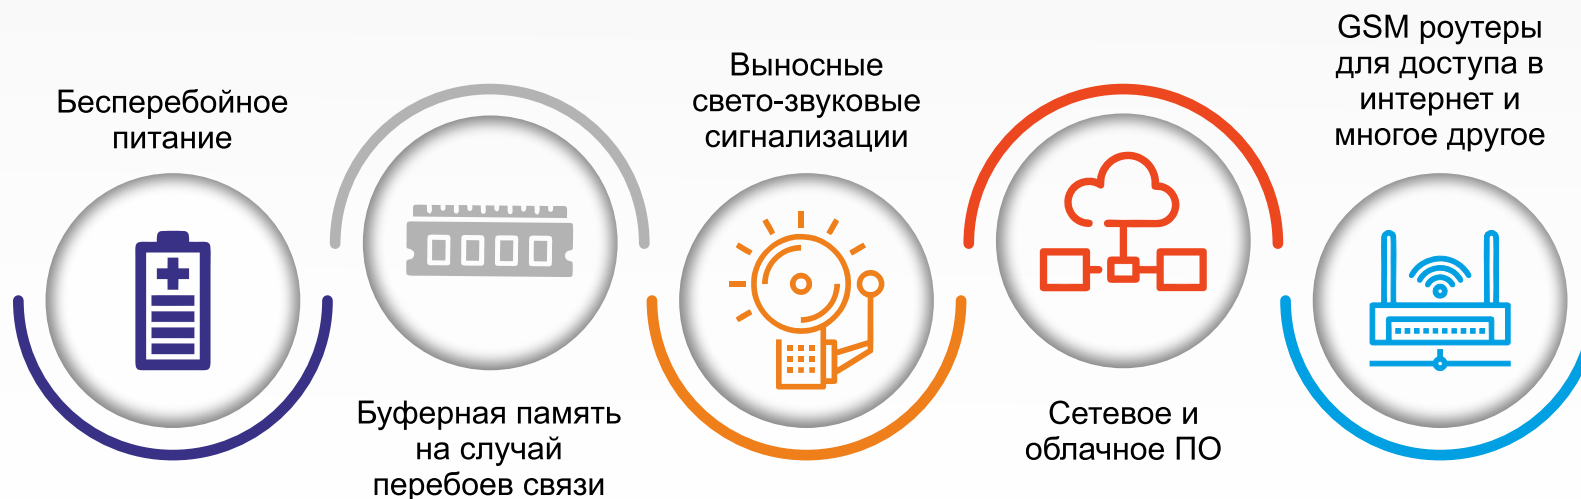 Бесперебойное
питание
Буферная память
на случай
перебоев связи
Выносные
свето-звуковые
сигнализации
Сетевое и
облачное ПО
GSM роутеры
для доступа в
интернет и
многое другое